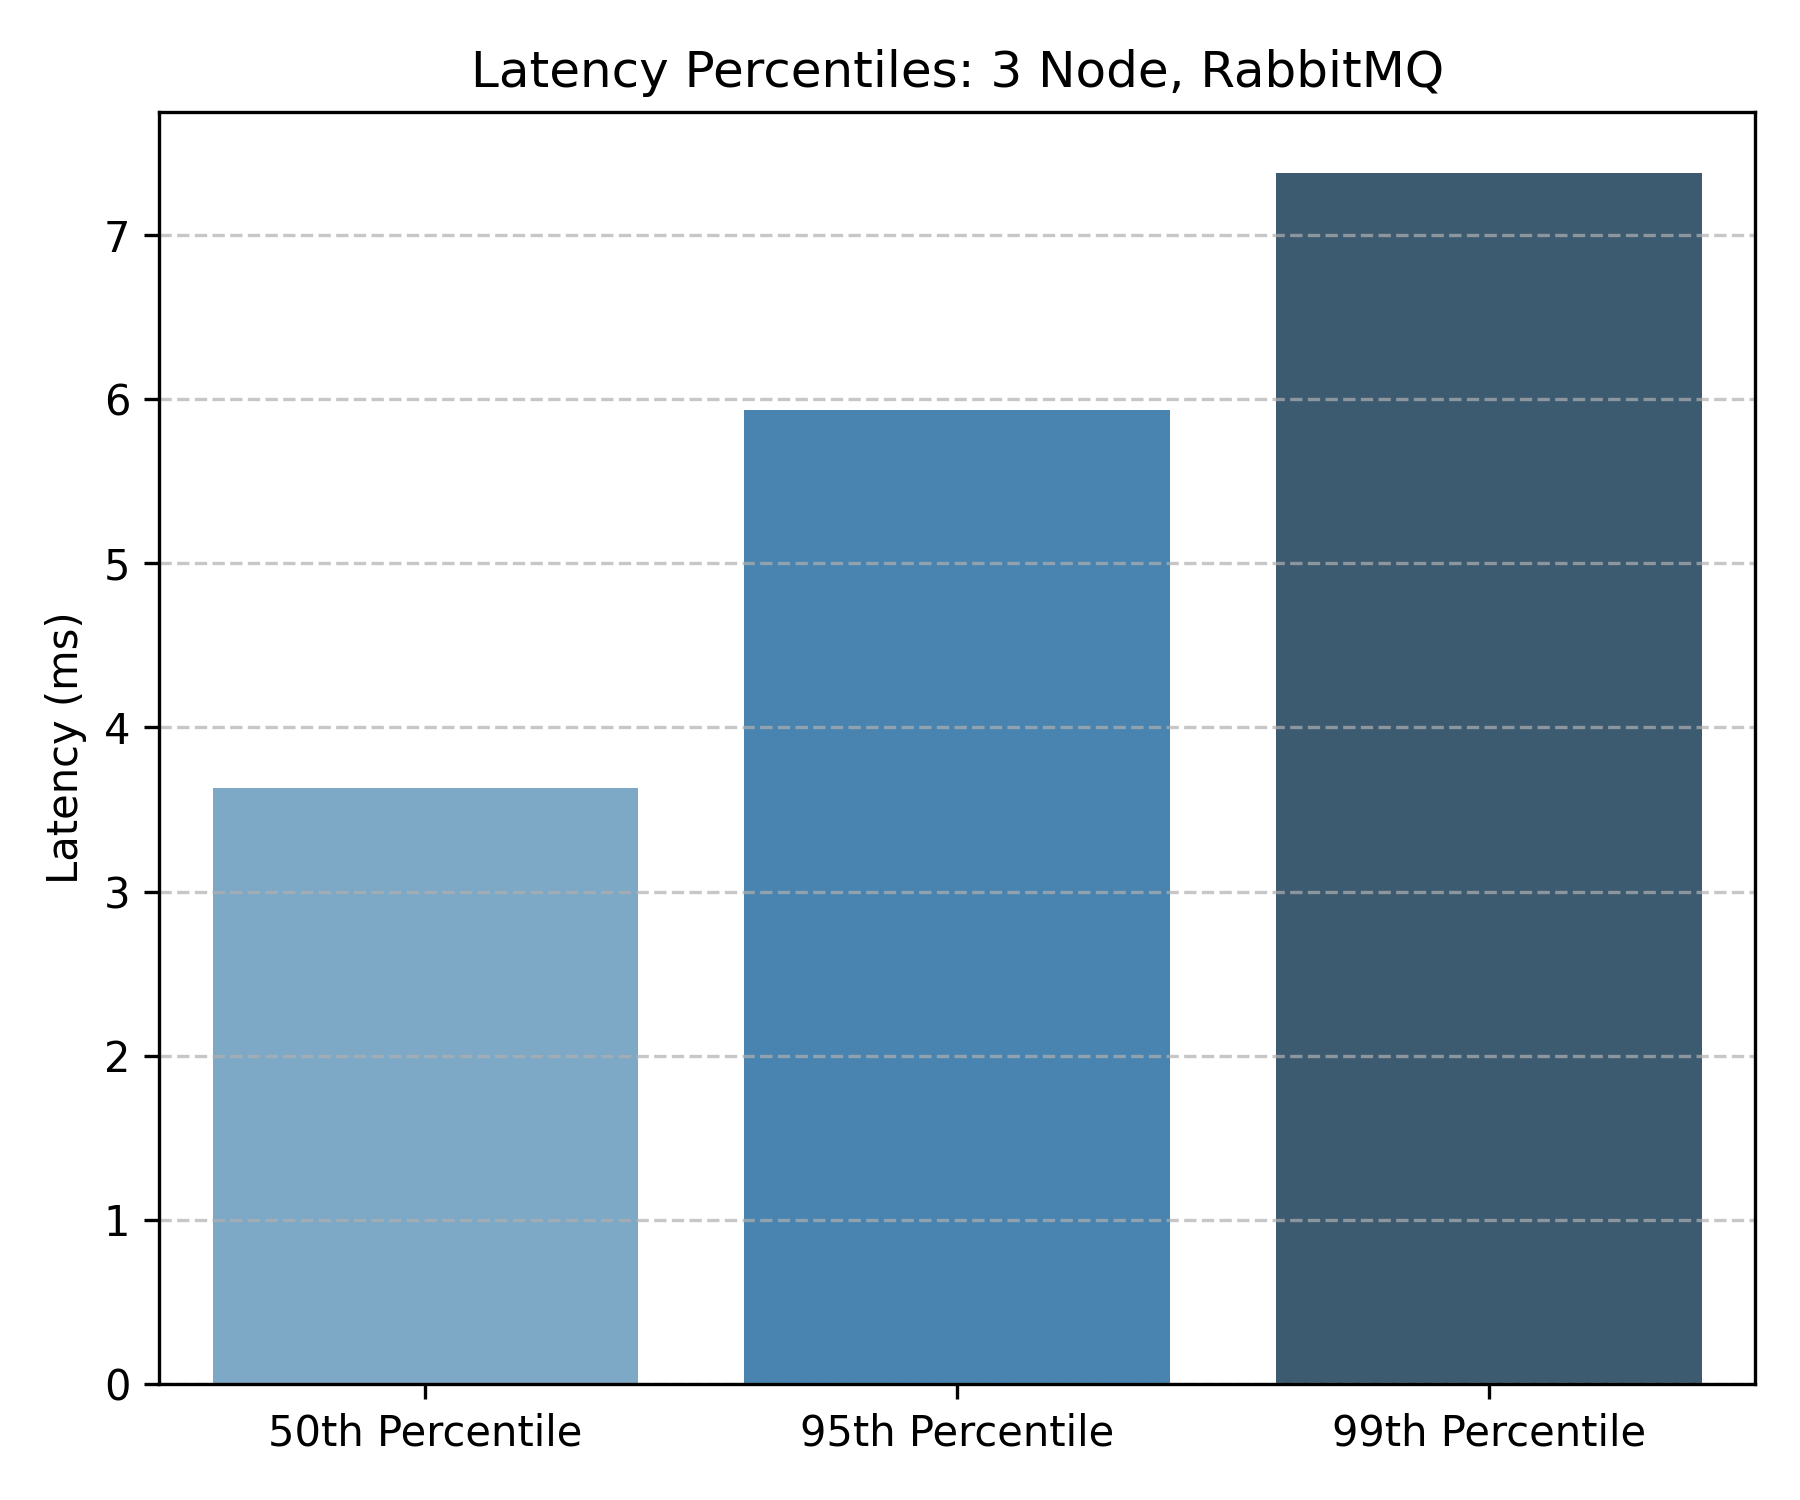 Latency Percentiles: 3 Node, RabbitMQ
Latency (ms)
7
6
5
4
3
2
1
0
50th Percentile
95th Percentile
99th Percentile